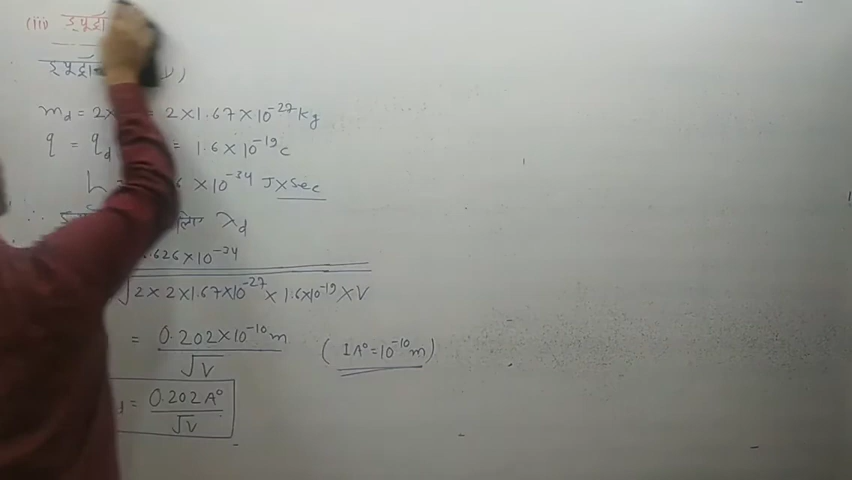 (iii)
m_d = 2× = 2×1.67×10^-27 kg
q = q_d = 1.6×10^-19 c
h 6 ×10^-34 J×Sec
∴ लिए λ_d
.626×10^-34
√2×2×1.67×10^-27 × 1.6×10^-19 ×V
= 0.202×10^-10 m
√V
( 1A° = 10^-10 m )
= 0.202 A°
√V